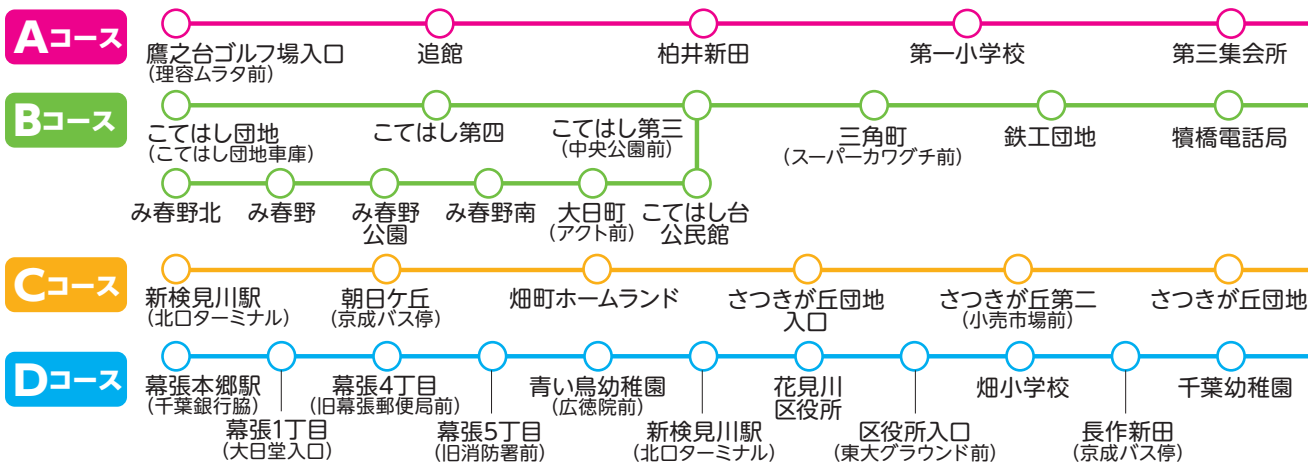 Aコース
鷹之台ゴルフ場入口
(理容ムラタ前)
追館
柏井新田
第一小学校
第三集会所
Bコース
こてはし団地
(こてはし団地車庫)
こてはし第四
こてはし第三
(中央公園前)
三角町
(スーパーカワグチ前)
鉄工団地
犢橋電話局
み春野北
み春野
み春野
公園
み春野南
大日町
(アクト前)
こてはし台
公民館
Cコース
新検見川駅
(北口ターミナル)
朝日ケ丘
(京成バス停)
畑町ホームランド
さつきが丘団地
入口
さつきが丘第二
(小売市場前)
さつきが丘団地
Dコース
幕張本郷駅
(千葉銀行脇)
幕張1丁目
(大日堂入口)
幕張4丁目
(旧幕張郵便局前)
幕張5丁目
(旧消防署前)
青い鳥幼稚園
(広徳院前)
新検見川駅
(北口ターミナル)
花見川
区役所
区役所入口
(東大グラウンド前)
畑小学校
長作新田
(京成バス停)
千葉幼稚園